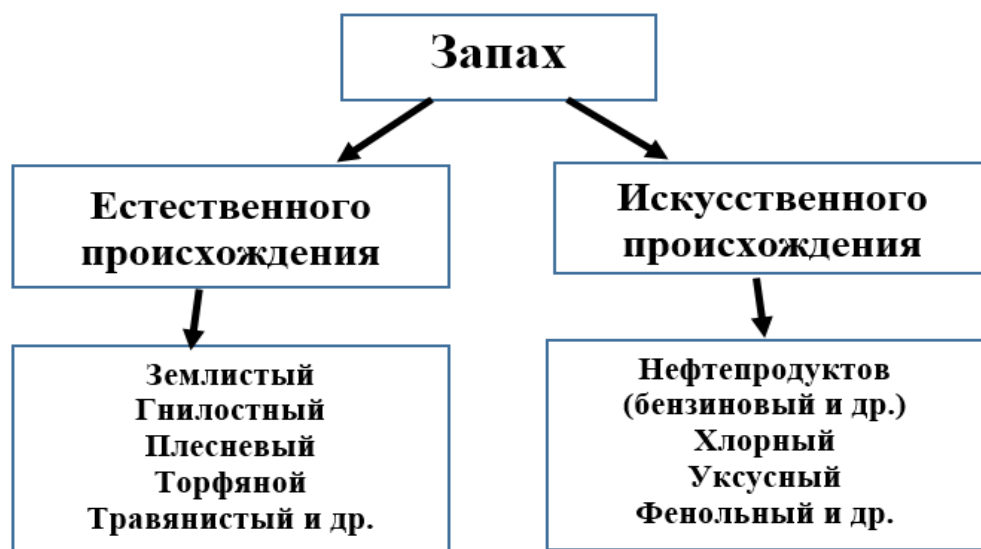 Запах
Естественного
происхождения
Искусственного
происхождения
Землистый
Гнилостный
Плесневый
Торфяной
Травянистый и др.
Нефтепродуктов
(бензиновый и др.)
Хлорный
Уксусный
Фенольный и др.